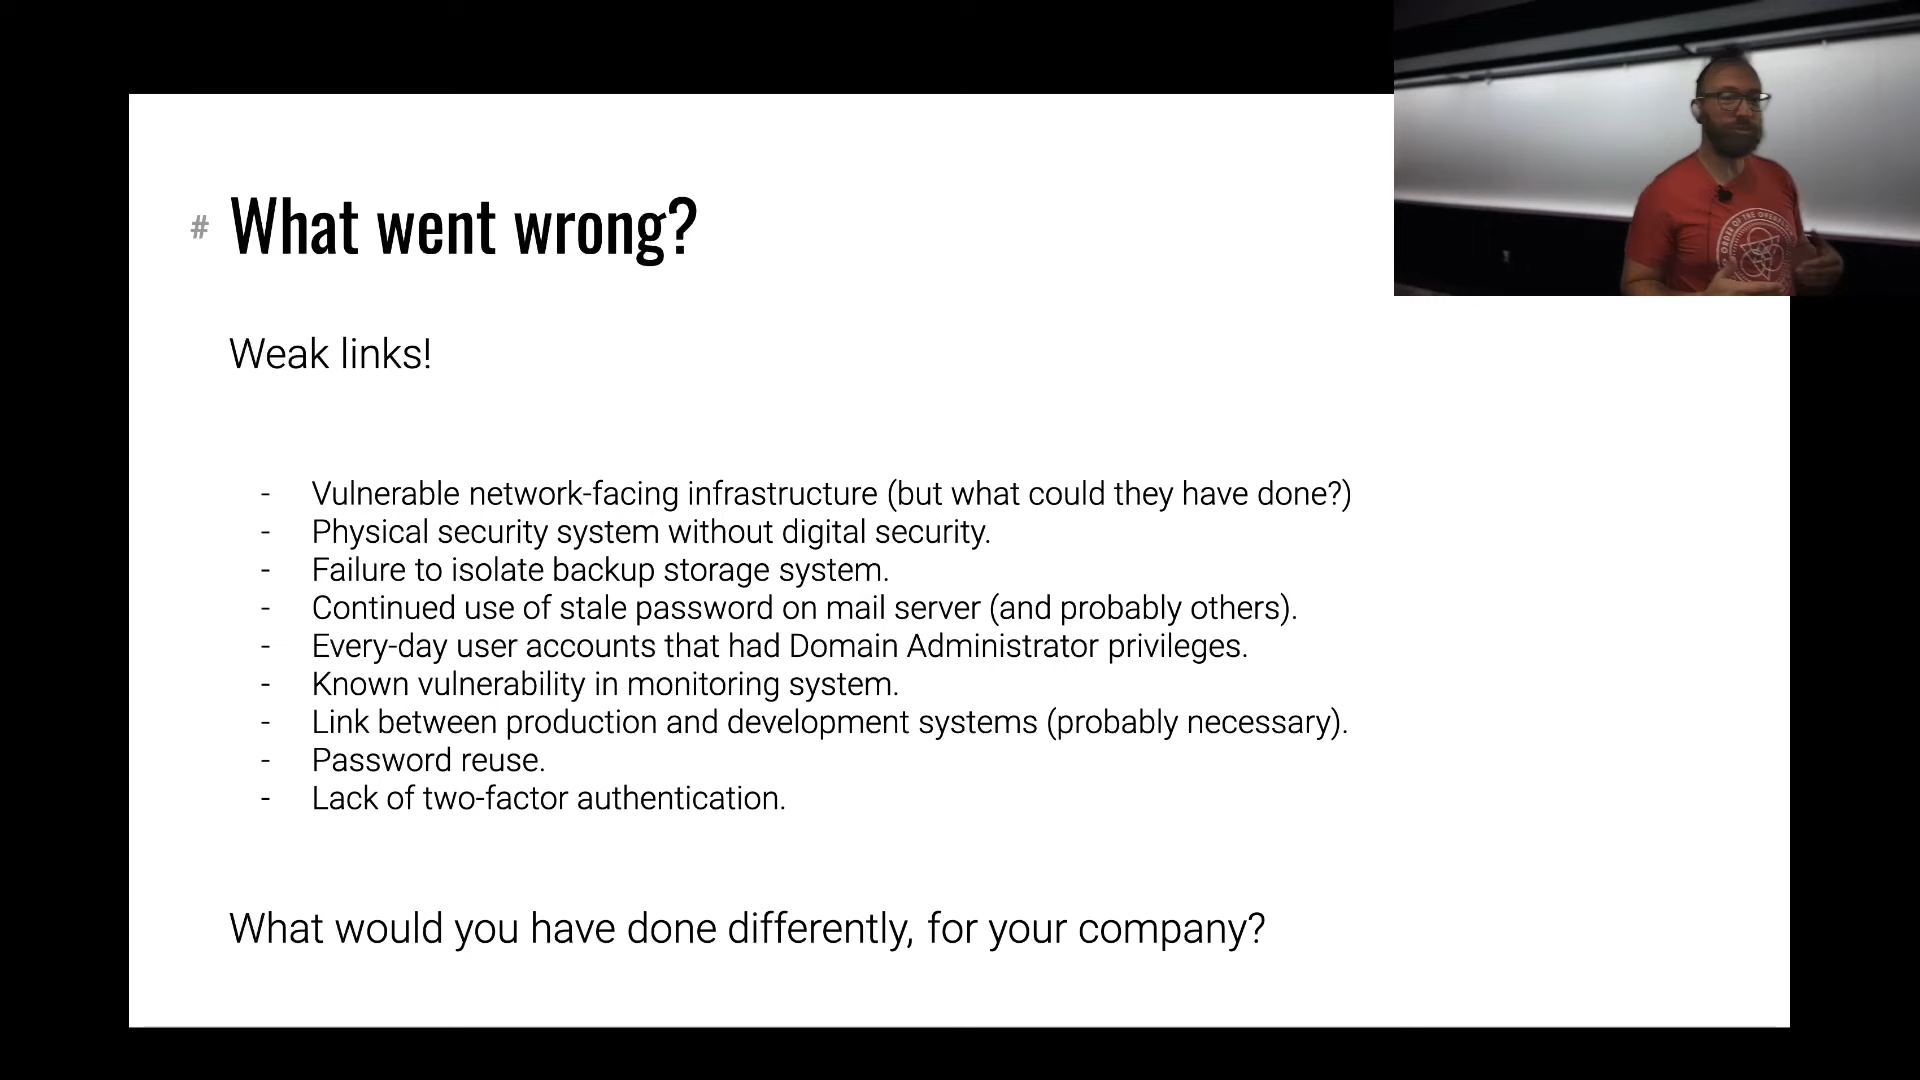 # What went wrong?
Weak links!
- Vulnerable network-facing infrastructure (but what could they have done?)
- Physical security system without digital security.
- Failure to isolate backup storage system.
- Continued use of stale password on mail server (and probably others).
- Every-day user accounts that had Domain Administrator privileges.
- Known vulnerability in monitoring system.
- Link between production and development systems (probably necessary).
- Password reuse.
- Lack of two-factor authentication.
What would you have done differently, for your company?
ORDER OF THE OVERFLOW